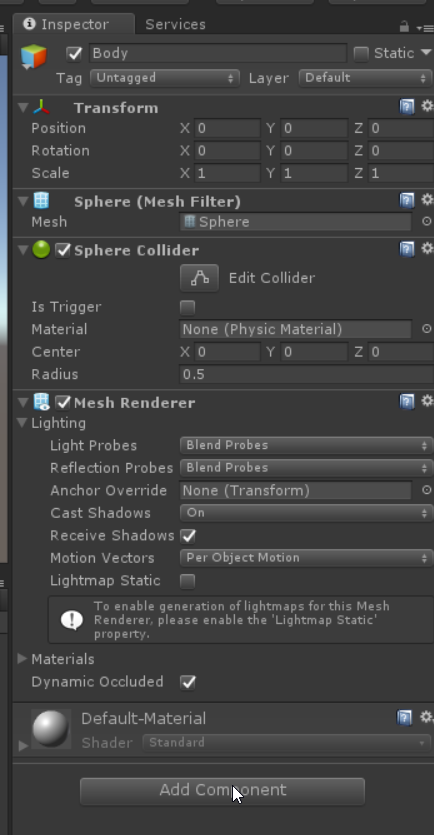 Inspector Services
Body Static
Tag Untagged Layer Default
Transform
Position X 0 Y 0 Z 0
Rotation X 0 Y 0 Z 0
Scale X 1 Y 1 Z 1
Sphere (Mesh Filter)
Mesh Sphere
Sphere Collider
Edit Collider
Is Trigger
Material None (Physic Material)
Center X 0 Y 0 Z 0
Radius 0.5
Mesh Renderer
Lighting
Light Probes Blend Probes
Reflection Probes Blend Probes
Anchor Override None (Transform)
Cast Shadows On
Receive Shadows
Motion Vectors Per Object Motion
Lightmap Static
To enable generation of lightmaps for this Mesh
Renderer, please enable the 'Lightmap Static'
property.
Materials
Dynamic Occluded
Default-Material
Shader Standard
Add Component